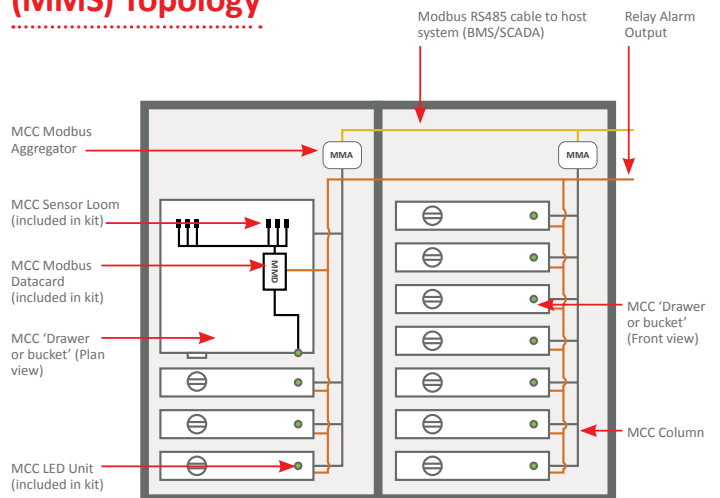 (MMS) Topology
Modbus RS485 cable to host
system (BMS/SCADA)
Relay Alarm
Output
MCC Modbus
Aggregator
MMA
MMA
MCC Sensor Loom
(included in kit)
MMD
MCC Modbus
Datacard
(included in kit)
MCC ‘Drawer
or bucket’ (Plan
view)
MCC ‘Drawer
or bucket’
(Front view)
MCC Column
MCC LED Unit
(included in kit)